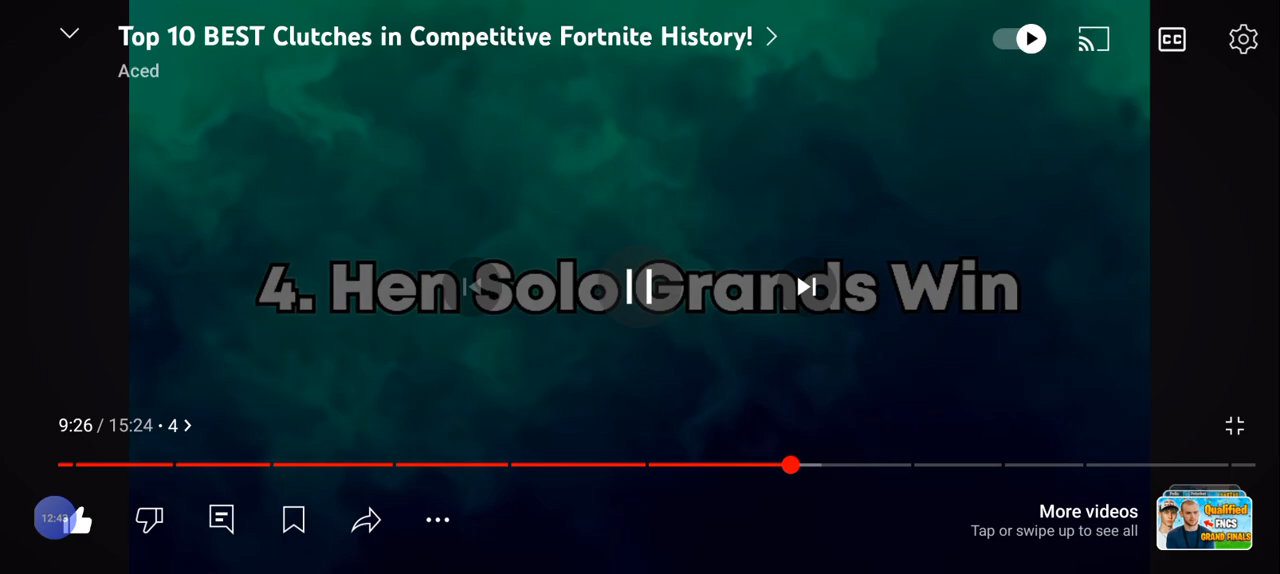 Top 10 BEST Clutches in Competitive Fortnite History!
Aced
CC
4. Hen Solo Grands Win
9:26 / 15:24 • 4
12:43
More videos
Tap or swipe up to see all
Qualified
FNCS
GRAND FINALS